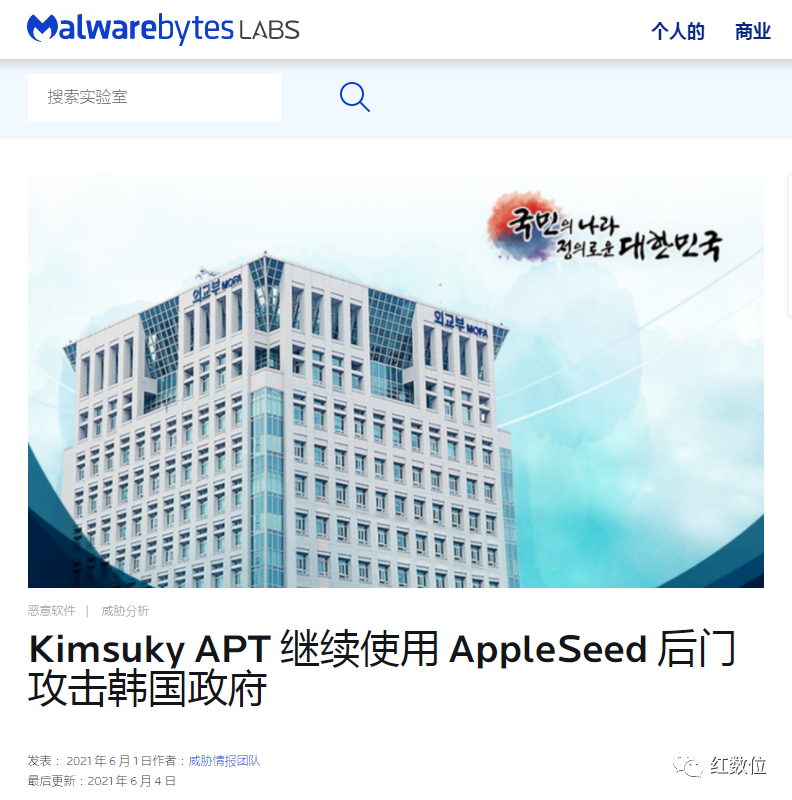 Malwarebytes LABS
个人的 商业
搜索实验室
국민의 나라
정의로운 대한민국
외교부 MOFA
외교부 MOFA
恶意软件 | 威胁分析
Kimsuky APT 继续使用 AppleSeed 后门
攻击韩国政府
发表： 2021 年 6 月 1 日作者：威胁情报团队
最后更新：2021 年 6 月 4 日
红数位